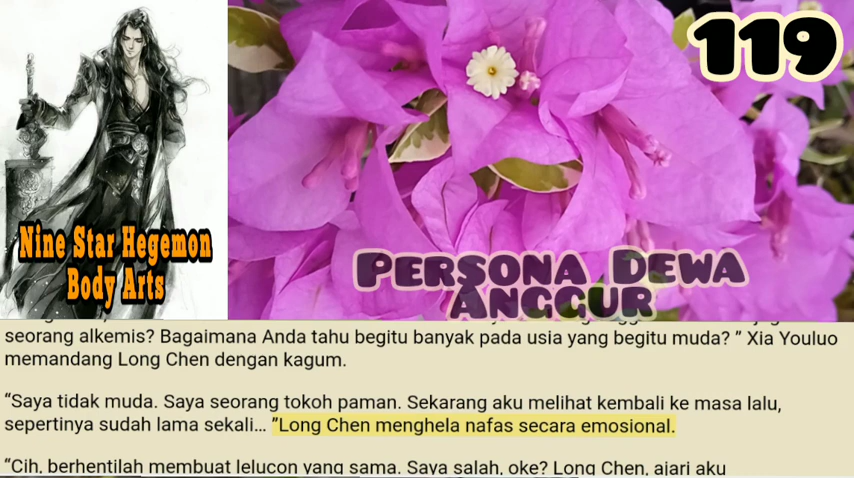 119
Nine Star Hegemon
Body Arts
Persona Dewa
Anggur
seorang alkemis? Bagaimana Anda tahu begitu banyak pada usia yang begitu muda? ” Xia Youluo
memandang Long Chen dengan kagum.
“Saya tidak muda. Saya seorang tokoh paman. Sekarang aku melihat kembali ke masa lalu,
sepertinya sudah lama sekali... ”Long Chen menghela nafas secara emosional.
“Cih, berhentilah membuat lelucon yang sama. Saya salah, oke? Long Chen, ajari aku